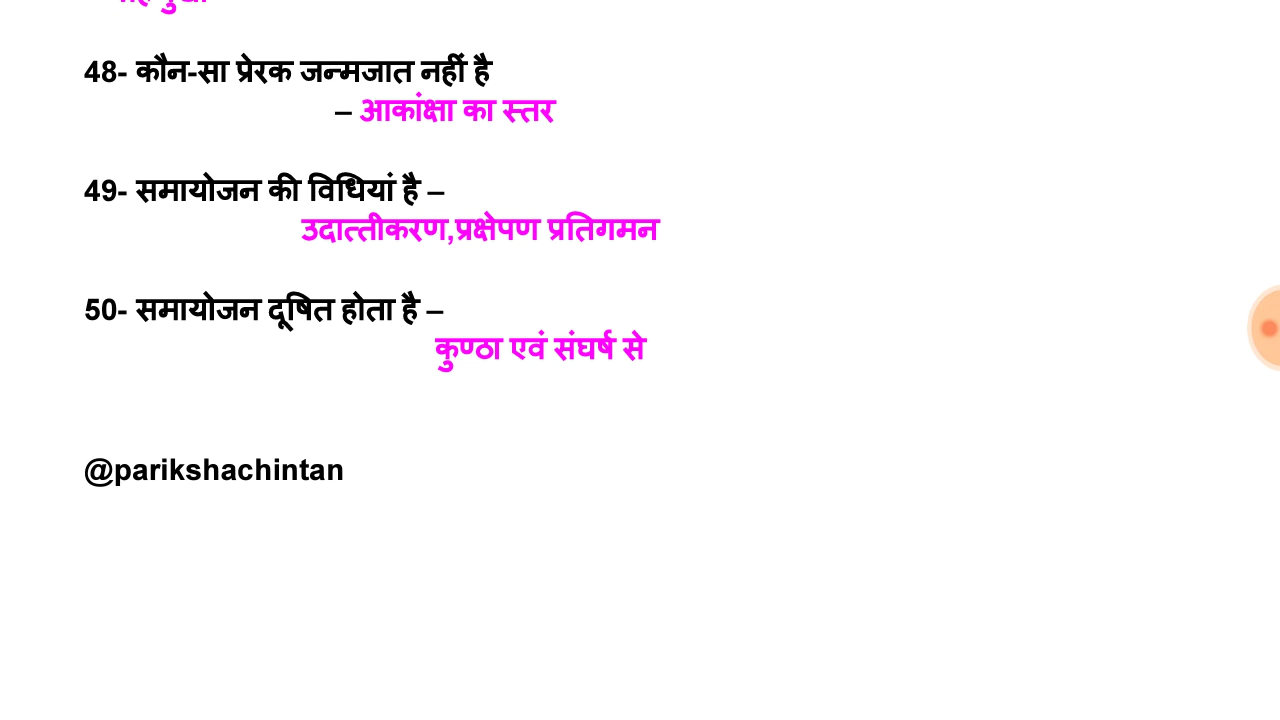 48- कौन-सा प्रेरक जन्मजात नहीं है
– आकांक्षा का स्तर
49- समायोजन की विधियां है –
उदात्तीकरण,प्रक्षेपण प्रतिगमन
50- समायोजन दूषित होता है –
कुण्ठा एवं संघर्ष से
@parikshachintan